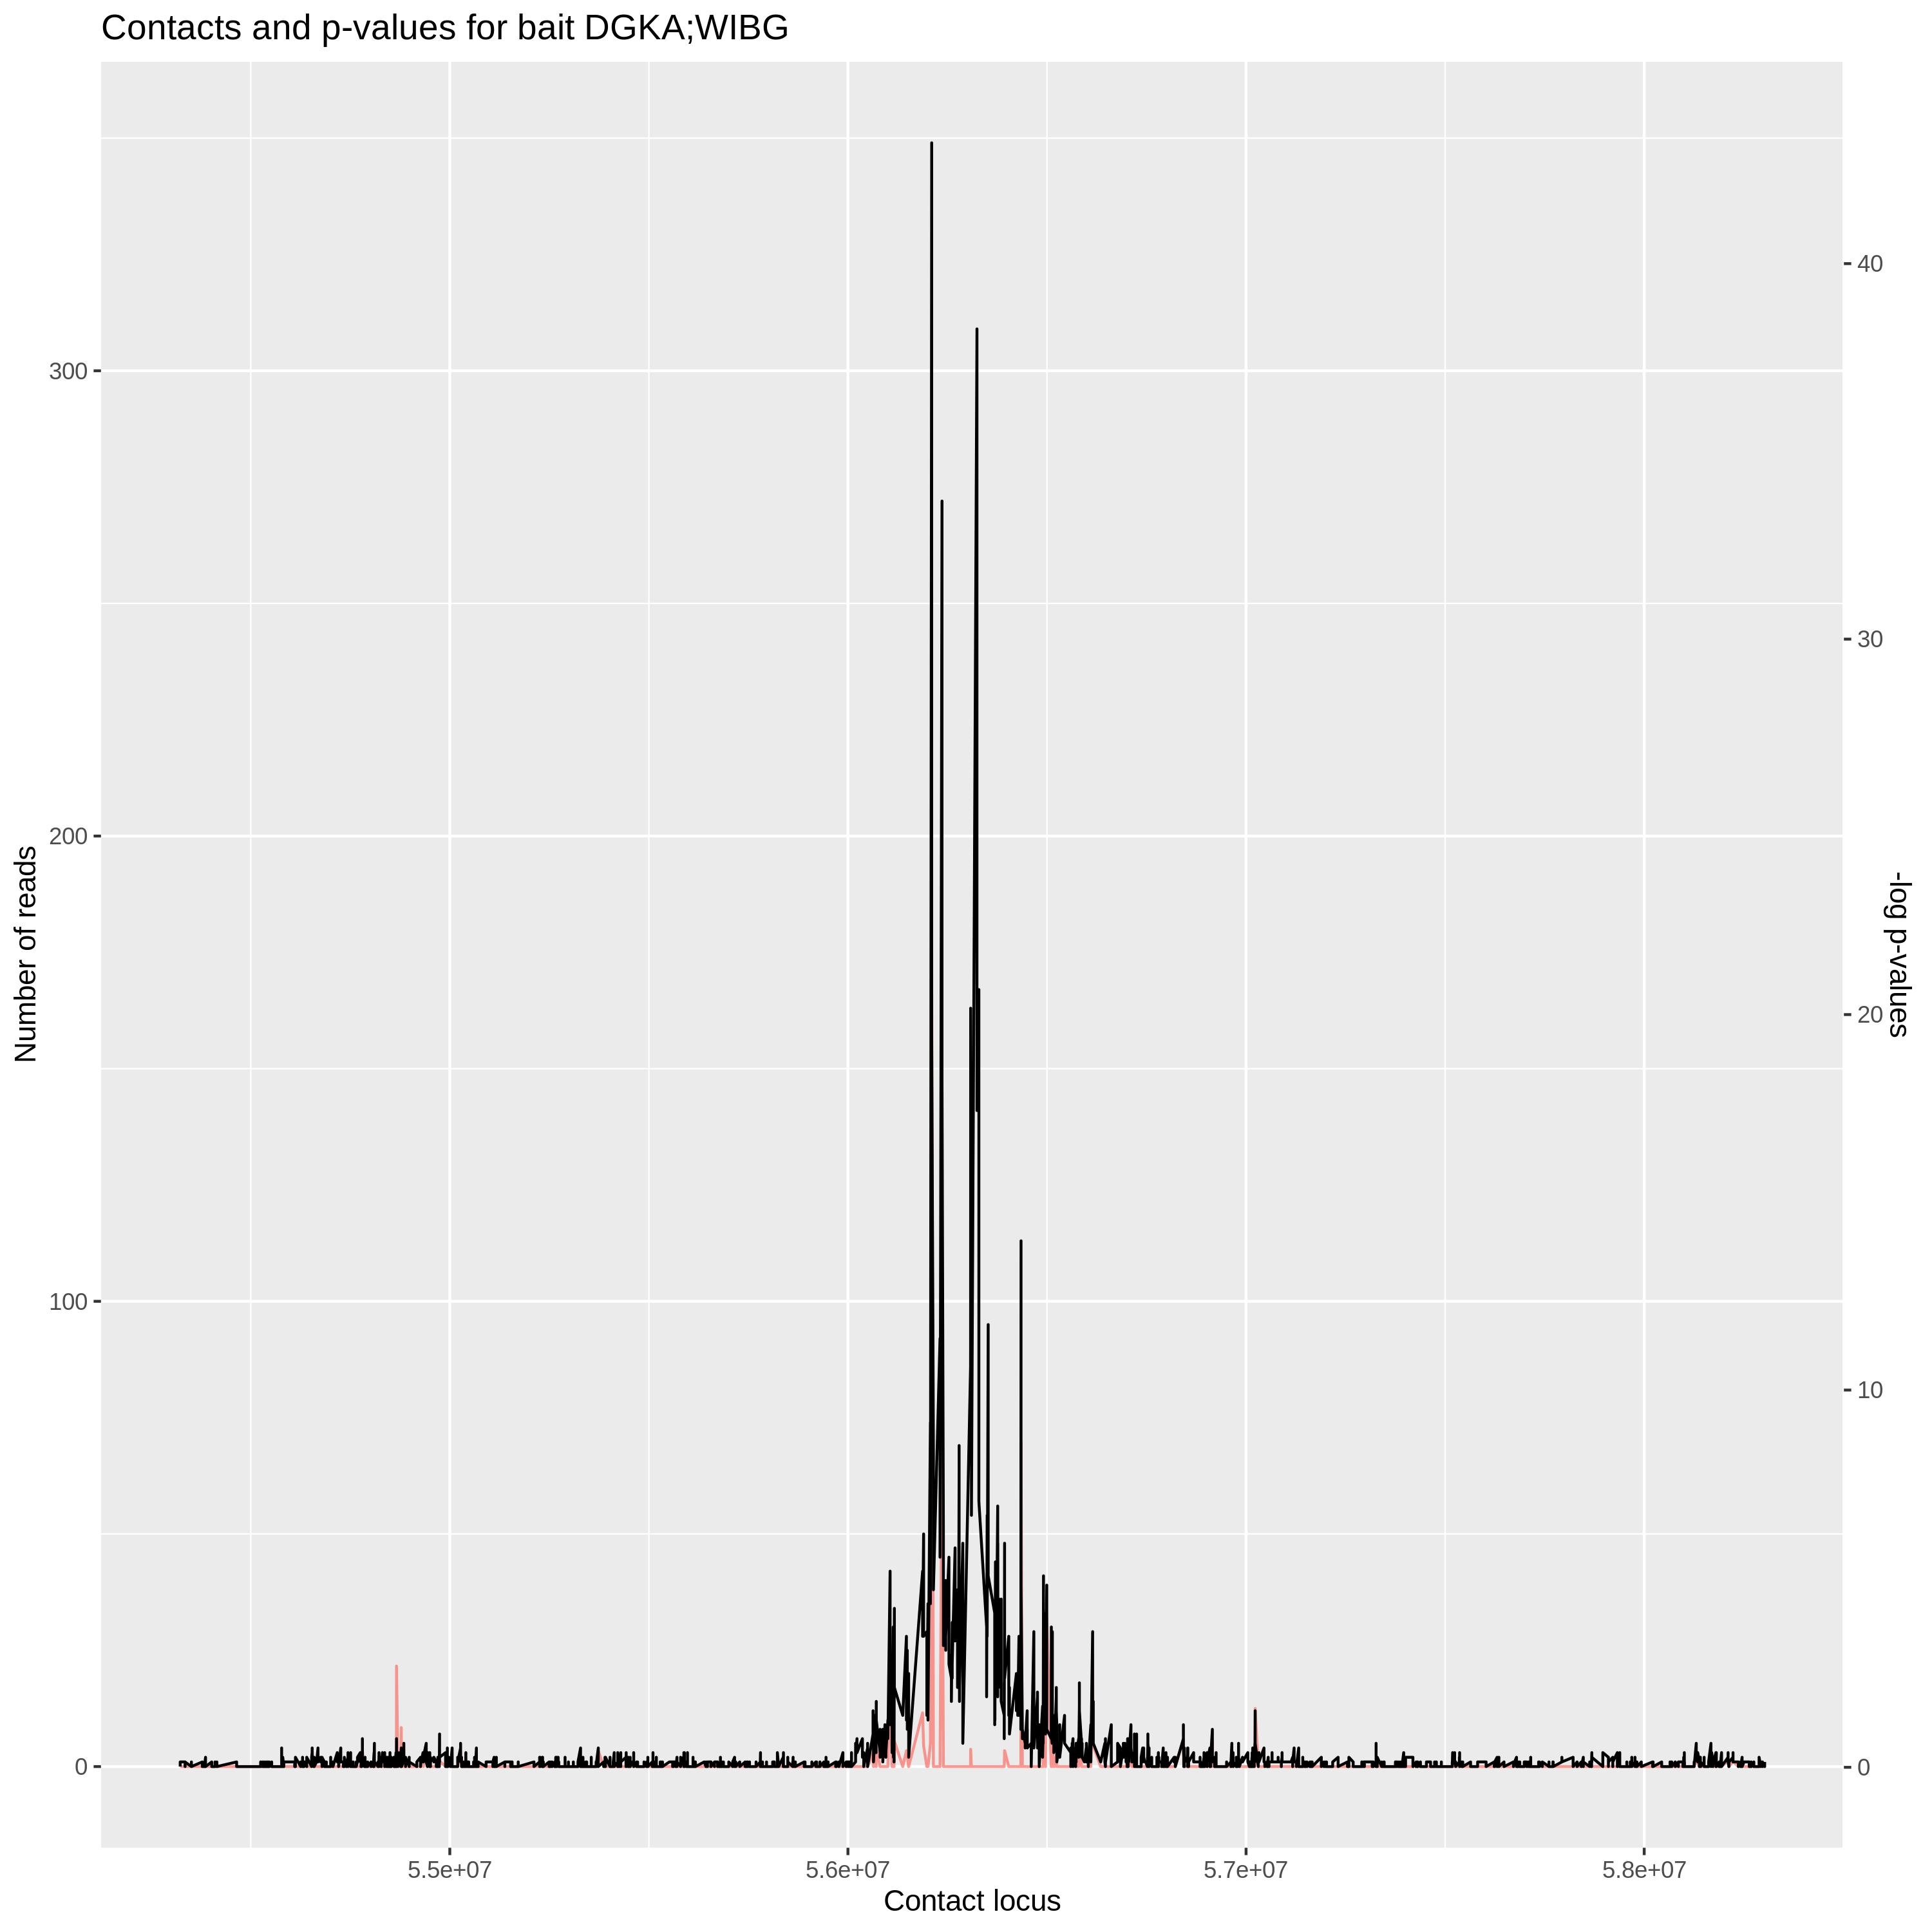 Contacts and p-values for bait DGKA;WIBG
Number of reads
300
200
100
0
40
30
20
10
0
-log p-values
5.5e+07 5.6e+07 5.7e+07 5.8e+07
Contact locus